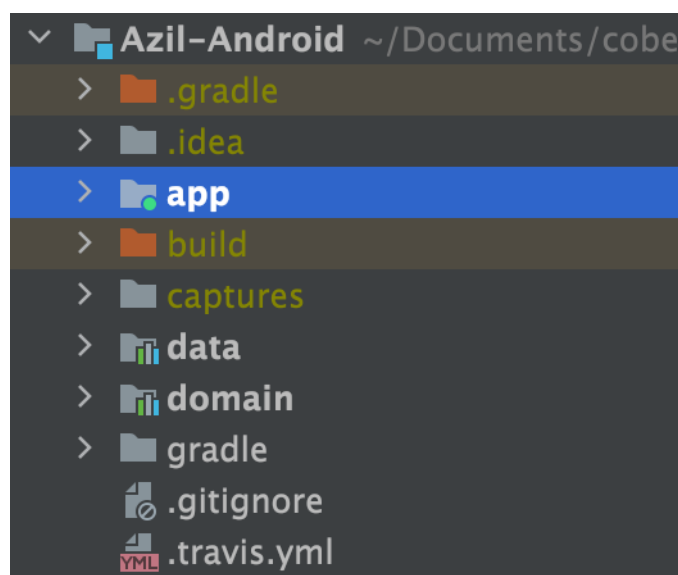 Azil-Android ~/Documents/cobe
.gradle
.idea
app
build
captures
data
domain
gradle
.gitignore
YML .travis.yml